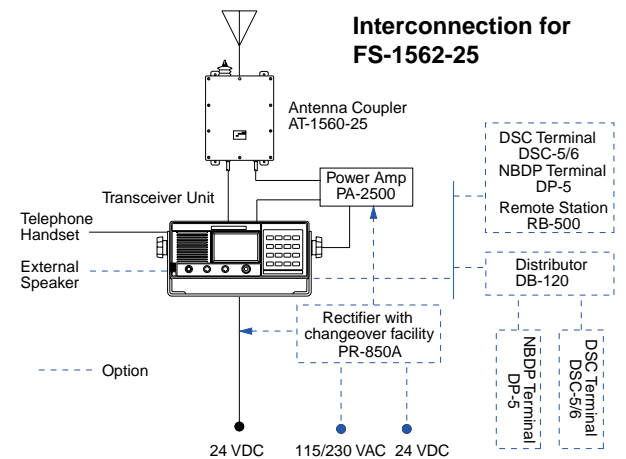 Interconnection for
FS-1562-25
Antenna Coupler
AT-1560-25
Power Amp
PA-2500
Transceiver Unit
Telephone
Handset
External
Speaker
DSC Terminal
DSC-5/6
NBDP Terminal
DP-5
Remote Station
RB-500
Distributor
DB-120
Rectifier with
changeover facility
PR-850A
NBDP Terminal
DP-5
DSC Terminal
DSC-5/6
Option
24 VDC
115/230 VAC
24 VDC